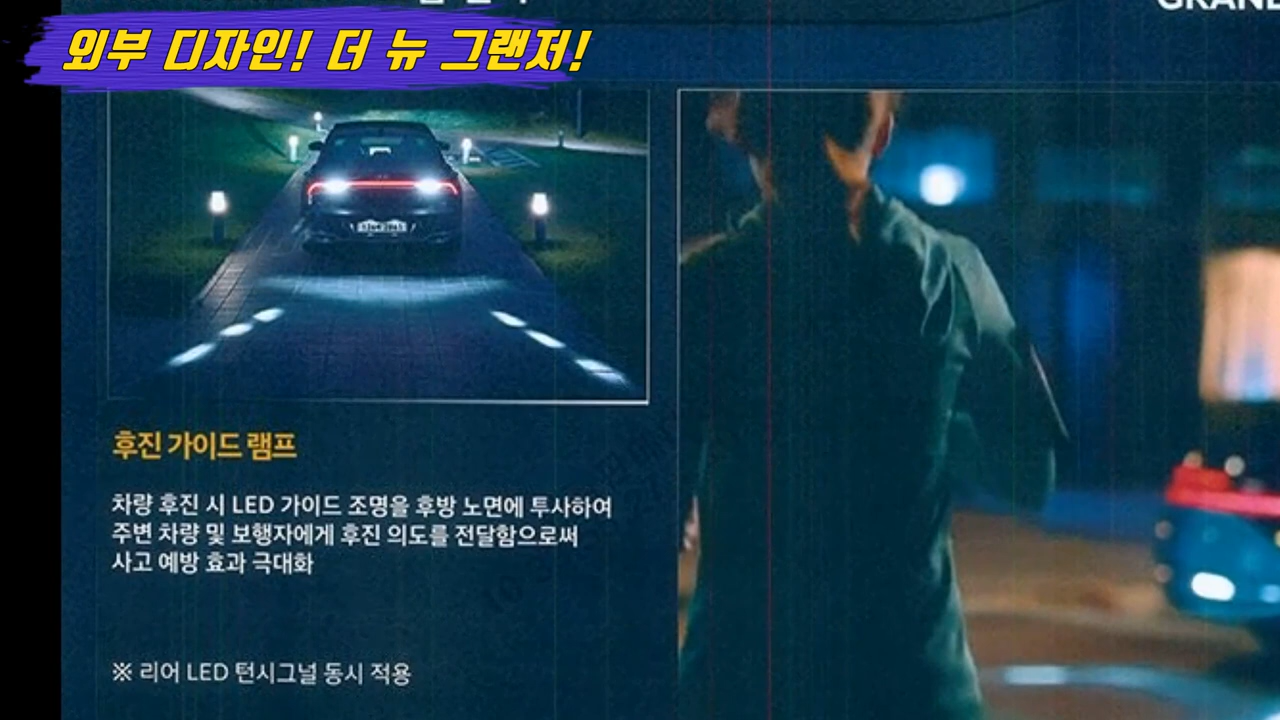 GRAND
외부 디자인! 더 뉴 그랜저!
후진 가이드 램프
차량 후진 시 LED 가이드 조명을 후방 노면에 투사하여
주변 차량 및 보행자에게 후진 의도를 전달함으로써
사고 예방 효과 극대화
※ 리어 LED 턴시그널 동시 적용